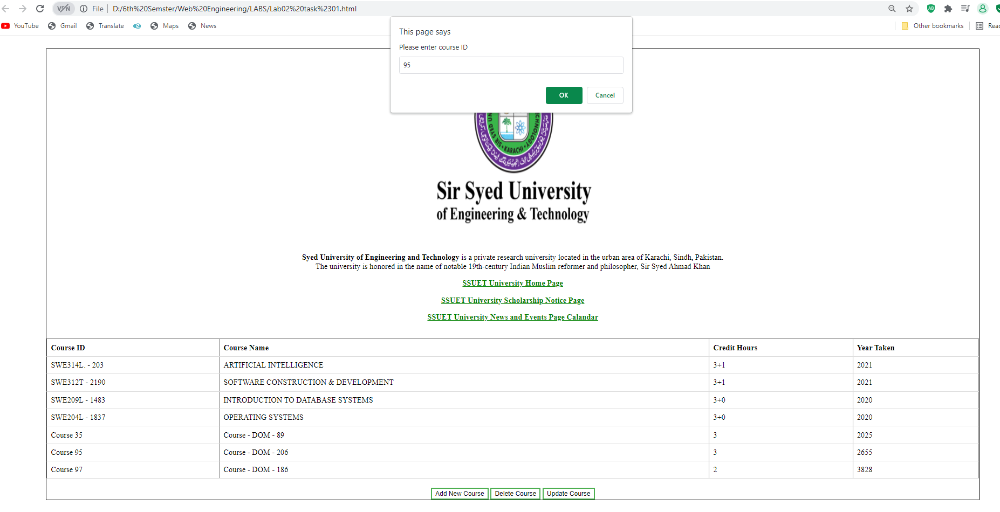 VPN File D:/6th%20Semster/Web%20Engineering/LABS/Lab02%20task%2301.html
YouTube Gmail Translate Maps News Other bookmarks
This page says
Please enter course ID
95
OK Cancel
KARACHI
Sir Syed University
of Engineering & Technology
Syed University of Engineering and Technology is a private research university located in the urban area of Karachi, Sindh, Pakistan.
The university is honored in the name of notable 19th-century Indian Muslim reformer and philosopher, Sir Syed Ahmad Khan
SSUET University Home Page
SSUET University Scholarship Notice Page
SSUET University News and Events Page Calandar
Course ID Course Name Credit Hours Year Taken
SWE314L. - 203 ARTIFICIAL INTELLIGENCE 3+1 2021
SWE312T - 2190 SOFTWARE CONSTRUCTION & DEVELOPMENT 3+1 2021
SWE209L - 1483 INTRODUCTION TO DATABASE SYSTEMS 3+0 2020
SWE204L - 1837 OPERATING SYSTEMS 3+0 2020
Course 35 Course - DOM - 89 3 2025
Course 95 Course - DOM - 206 3 2655
Course 97 Course - DOM - 186 2 3828
Add New Course Delete Course Update Course